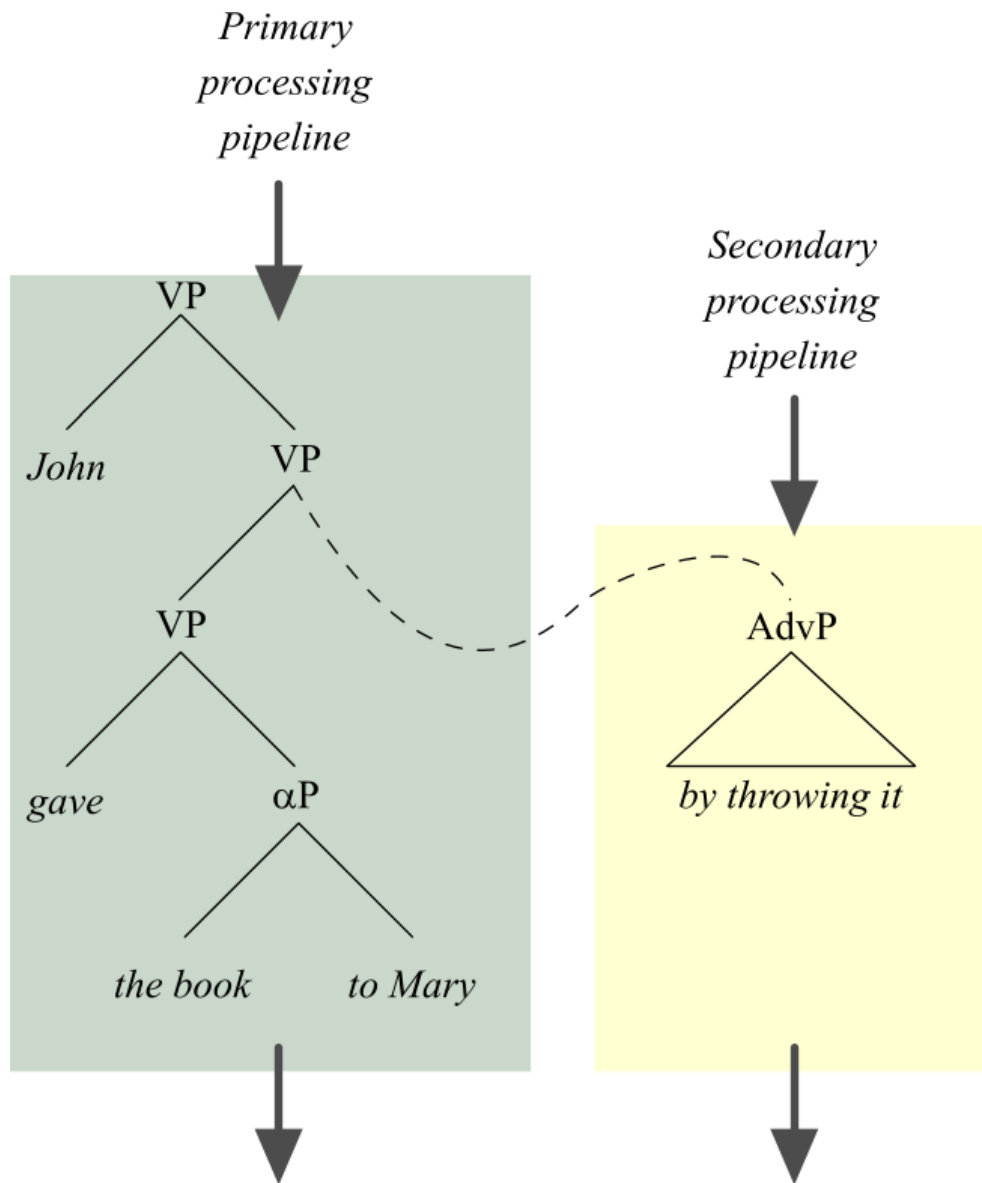 Primary
processing
pipeline
Secondary
processing
pipeline
VP
John
VP
VP
gave
αP
the book to Mary
AdvP
by throwing it